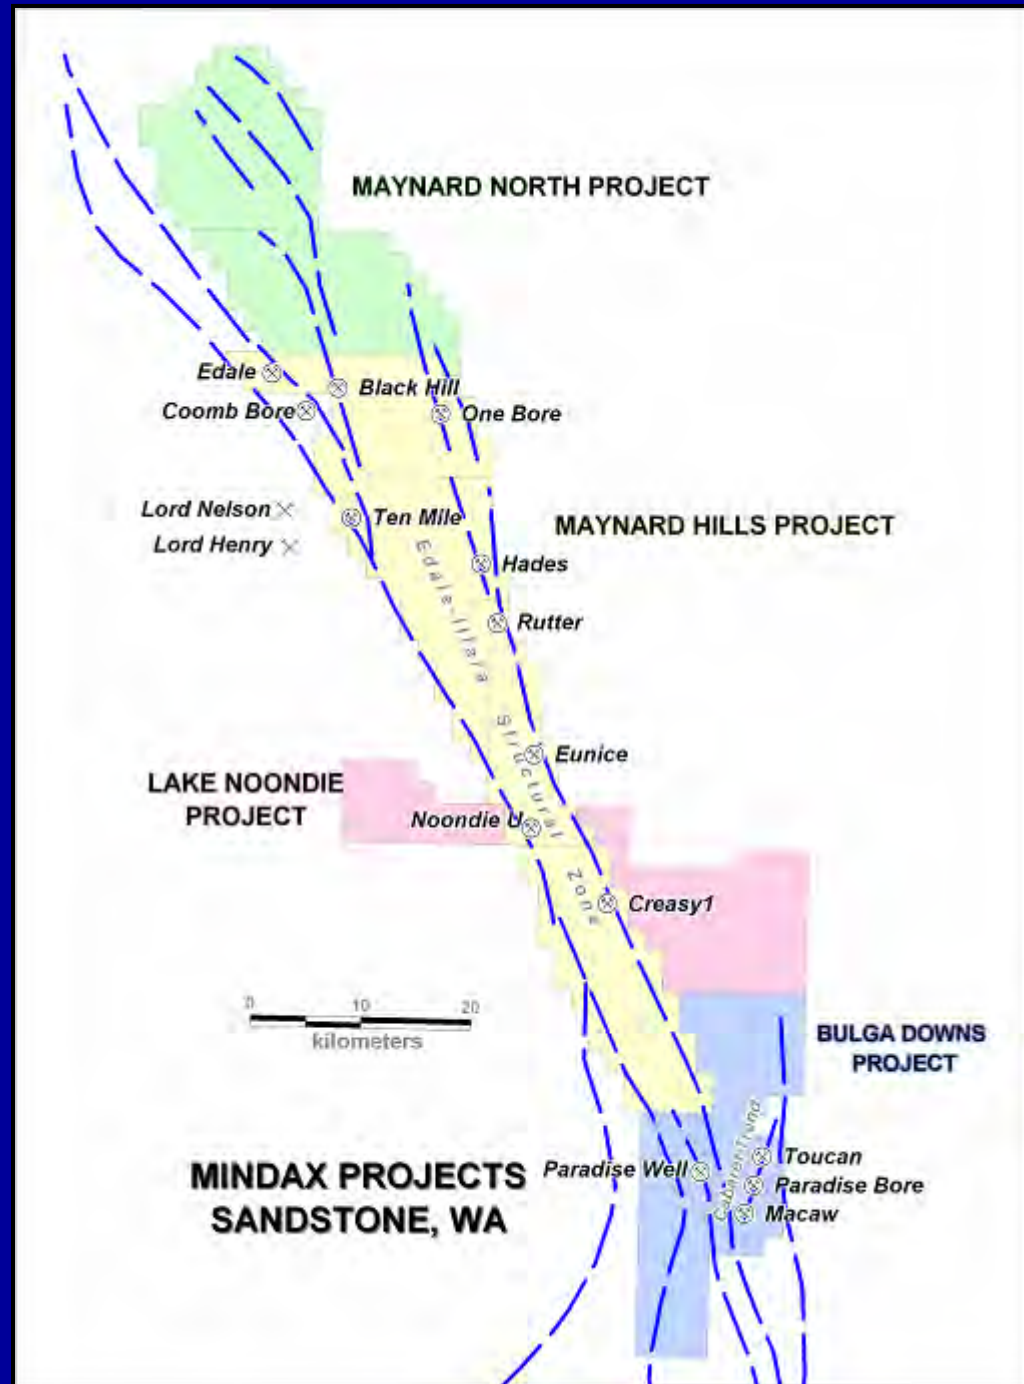 MAYNARD NORTH PROJECT
Edale
Black Hill
Coomb Bore
One Bore
Lord Nelson
Ten Mile
MAYNARD HILLS PROJECT
Lord Henry
Edale-Illara Structural Zone
Hades
Rutter
Eunice
LAKE NOONDIE
PROJECT
Noondie U
Creasy1
0 10 20
kilometers
BULGA DOWNS
PROJECT
Cabaret Trend
MINDAX PROJECTS
SANDSTONE, WA
Paradise Well
Toucan
Paradise Bore
Macaw